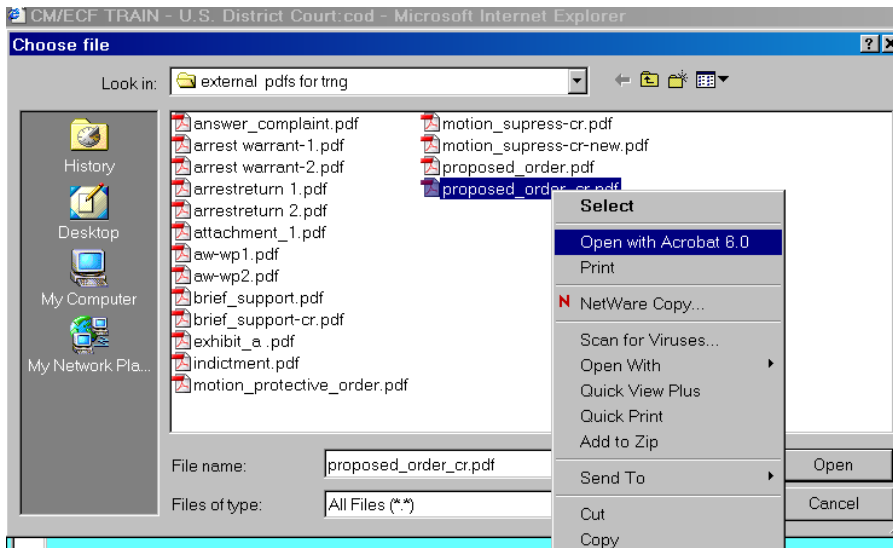 CM/ECF TRAIN - U.S. District Court:cod - Microsoft Internet Explorer
Choose file
Look in:
external pdfs for trng
History
Desktop
My Computer
My Network Pla...
answer_complaint.pdf
arrest warrant-1.pdf
arrest warrant-2.pdf
arrestreturn 1.pdf
arrestreturn 2.pdf
attachment_1.pdf
aw-wp1.pdf
aw-wp2.pdf
brief_support.pdf
brief_support-cr.pdf
exhibit_a .pdf
indictment.pdf
motion_protective_order.pdf
motion_supress-cr.pdf
motion_supress-cr-new.pdf
proposed_order.pdf
proposed_order_cr.pdf
Select
Open with Acrobat 6.0
Print
N NetWare Copy...
Scan for Viruses...
Open With
Quick View Plus
Quick Print
Add to Zip
Send To
Cut
Copy
File name:
proposed_order_cr.pdf
Open
Files of type:
All Files (*.*)
Cancel